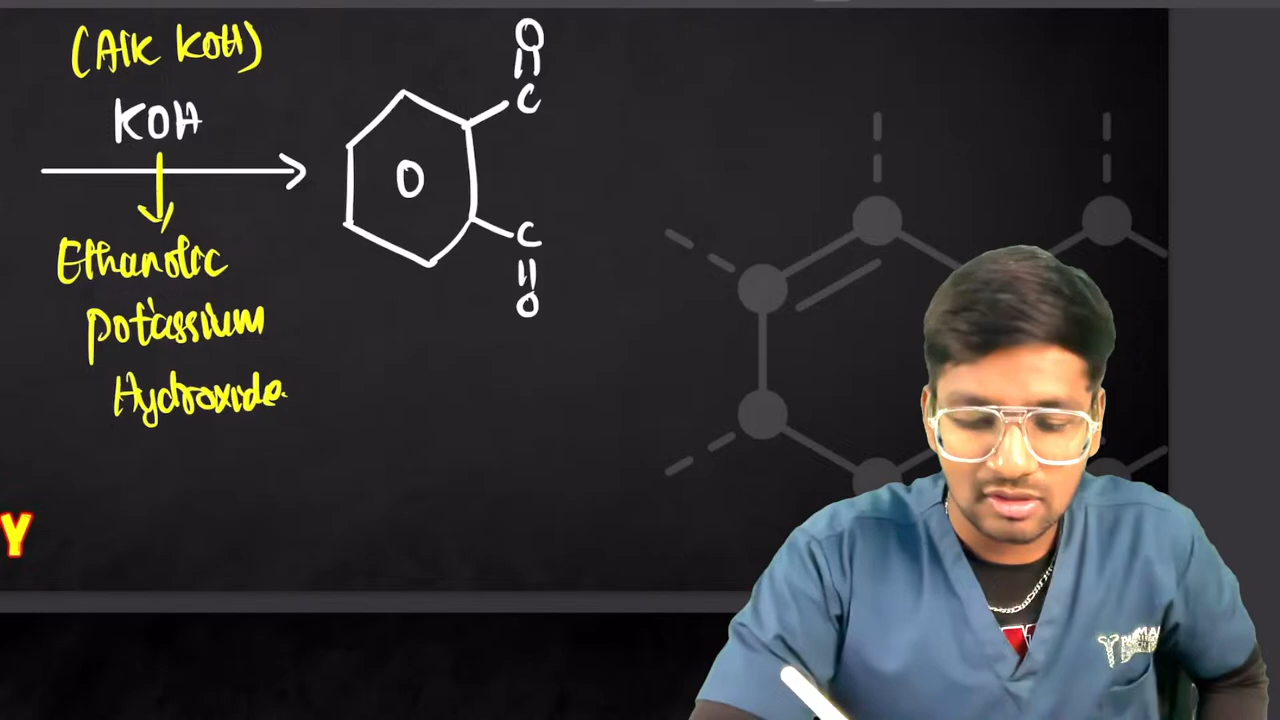 (Alk KOH)
KOH
Ethanolic
potassium
Hydroxide.
O
C
O
C
O
Y